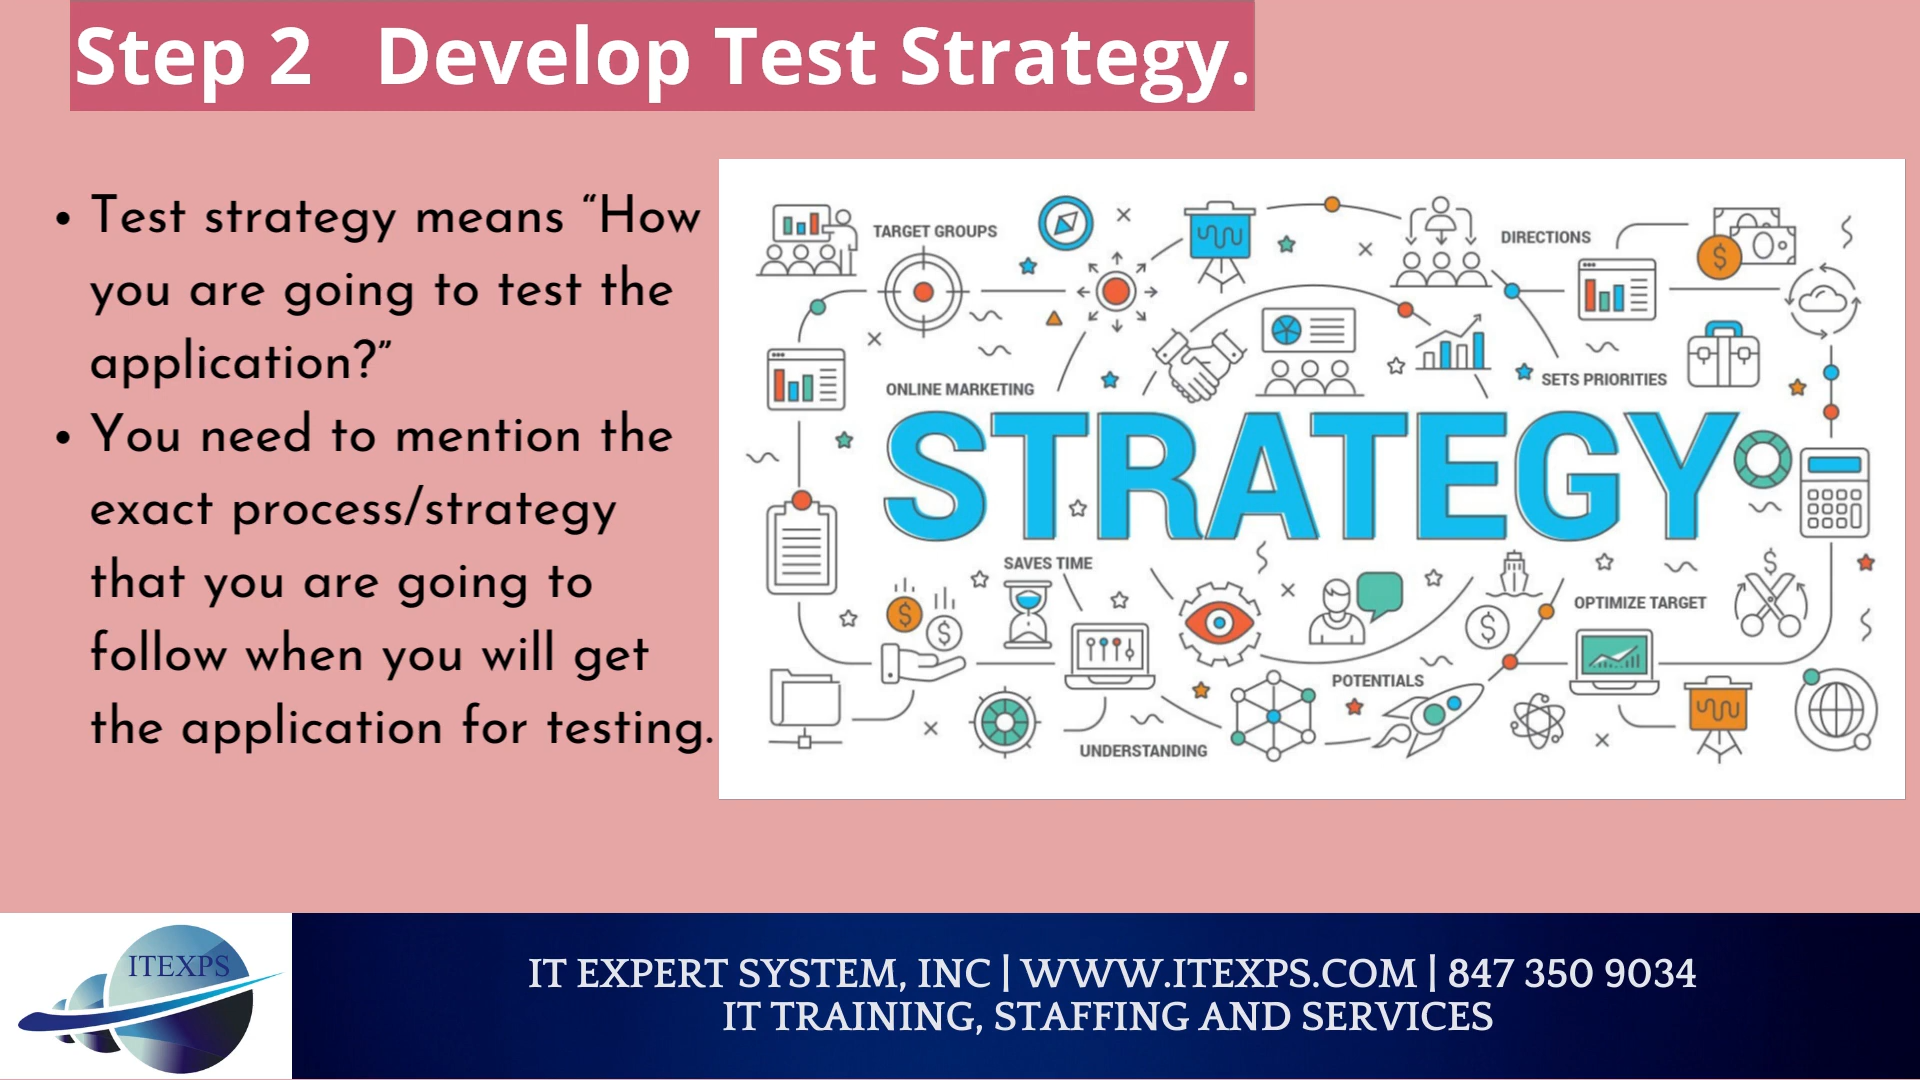 Step 2 Develop Test Strategy.
• Test strategy means “How
you are going to test the
application?”
• You need to mention the
exact process/strategy
that you are going to
follow when you will get
the application for testing.
TARGET GROUPS
DIRECTIONS
ONLINE MARKETING
SETS PRIORITIES
STRATEGY
SAVES TIME
OPTIMIZE TARGET
POTENTIALS
UNDERSTANDING
ITEXPS
IT EXPERT SYSTEM, INC | WWW.ITEXPS.COM | 847 350 9034
IT TRAINING, STAFFING AND SERVICES